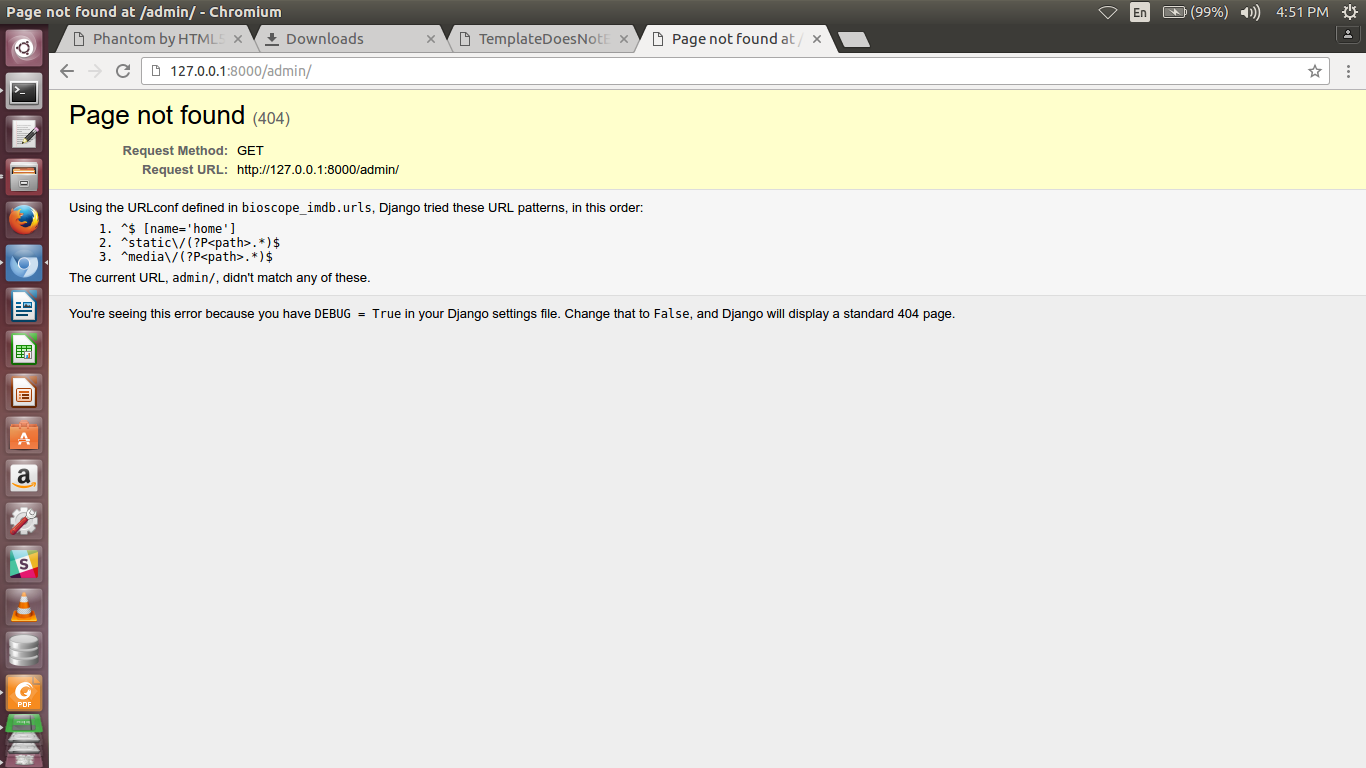 Page not found at /admin/ - Chromium
En
(99%)
4:51 PM
Phantom by HTML5
Downloads
TemplateDoesNotE
Page not found at /
127.0.0.1:8000/admin/
Page not found (404)
Request Method: GET
Request URL: http://127.0.0.1:8000/admin/
Using the URLconf defined in bioscope_imdb.urls, Django tried these URL patterns, in this order:
1. ^$ [name='home']
2. ^static\/(?P<path>.*)$
3. ^media\/(?P<path>.*)$
The current URL, admin/, didn't match any of these.
You're seeing this error because you have DEBUG = True in your Django settings file. Change that to False, and Django will display a standard 404 page.
a
S
PDF